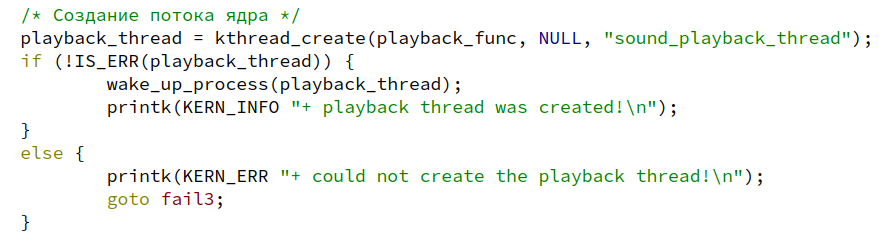 /* Создание потока ядра */
playback_thread = kthread_create(playback_func, NULL, "sound_playback_thread");
if (!IS_ERR(playback_thread)) {
        wake_up_process(playback_thread);
        printk(KERN_INFO "+ playback thread was created!\n");
}
else {
        printk(KERN_ERR "+ could not create the playback thread!\n");
        goto fail3;
}